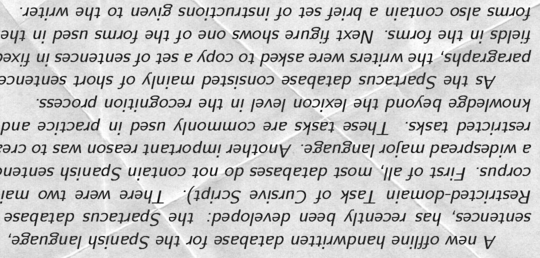 A new offline handwritten database for the Spanish language,
sentences, has recently been developed: the Spartacus database
Restricted-domain Task of Cursive Script). There were two
corpus. First of all, most databases do not contain Spanish
a widespread major language. Another important reason was to
restricted tasks. These tasks are commonly used in practice and
knowledge beyond the lexicon level in the recognition process.
As the Spartacus database consisted mainly of short
paragraphs, the writers were asked to copy a set of sentences in
fields in the forms. Next figure shows one of the forms used in the
forms also contain a brief set of instructions given to the writer.